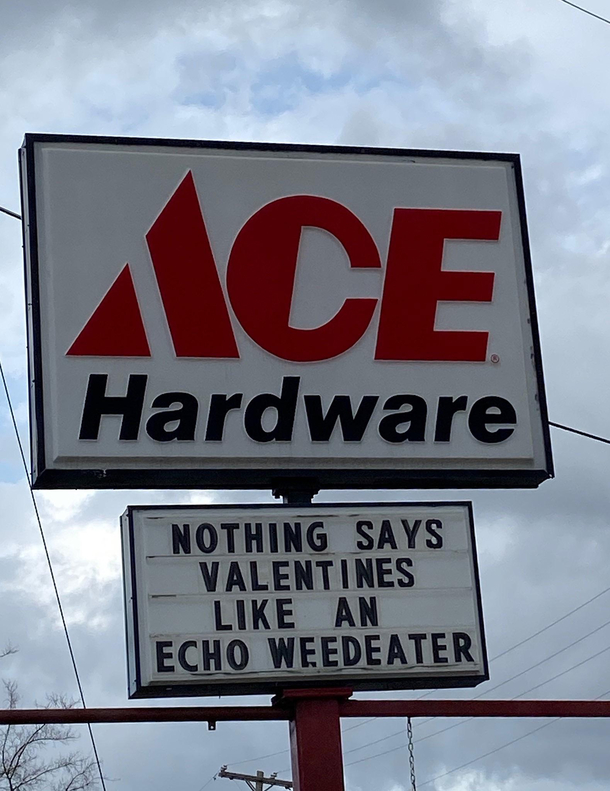 ACE
Hardware
NOTHING SAYS
VALENTINES
LIKE AN
ECHO WEEDEATER